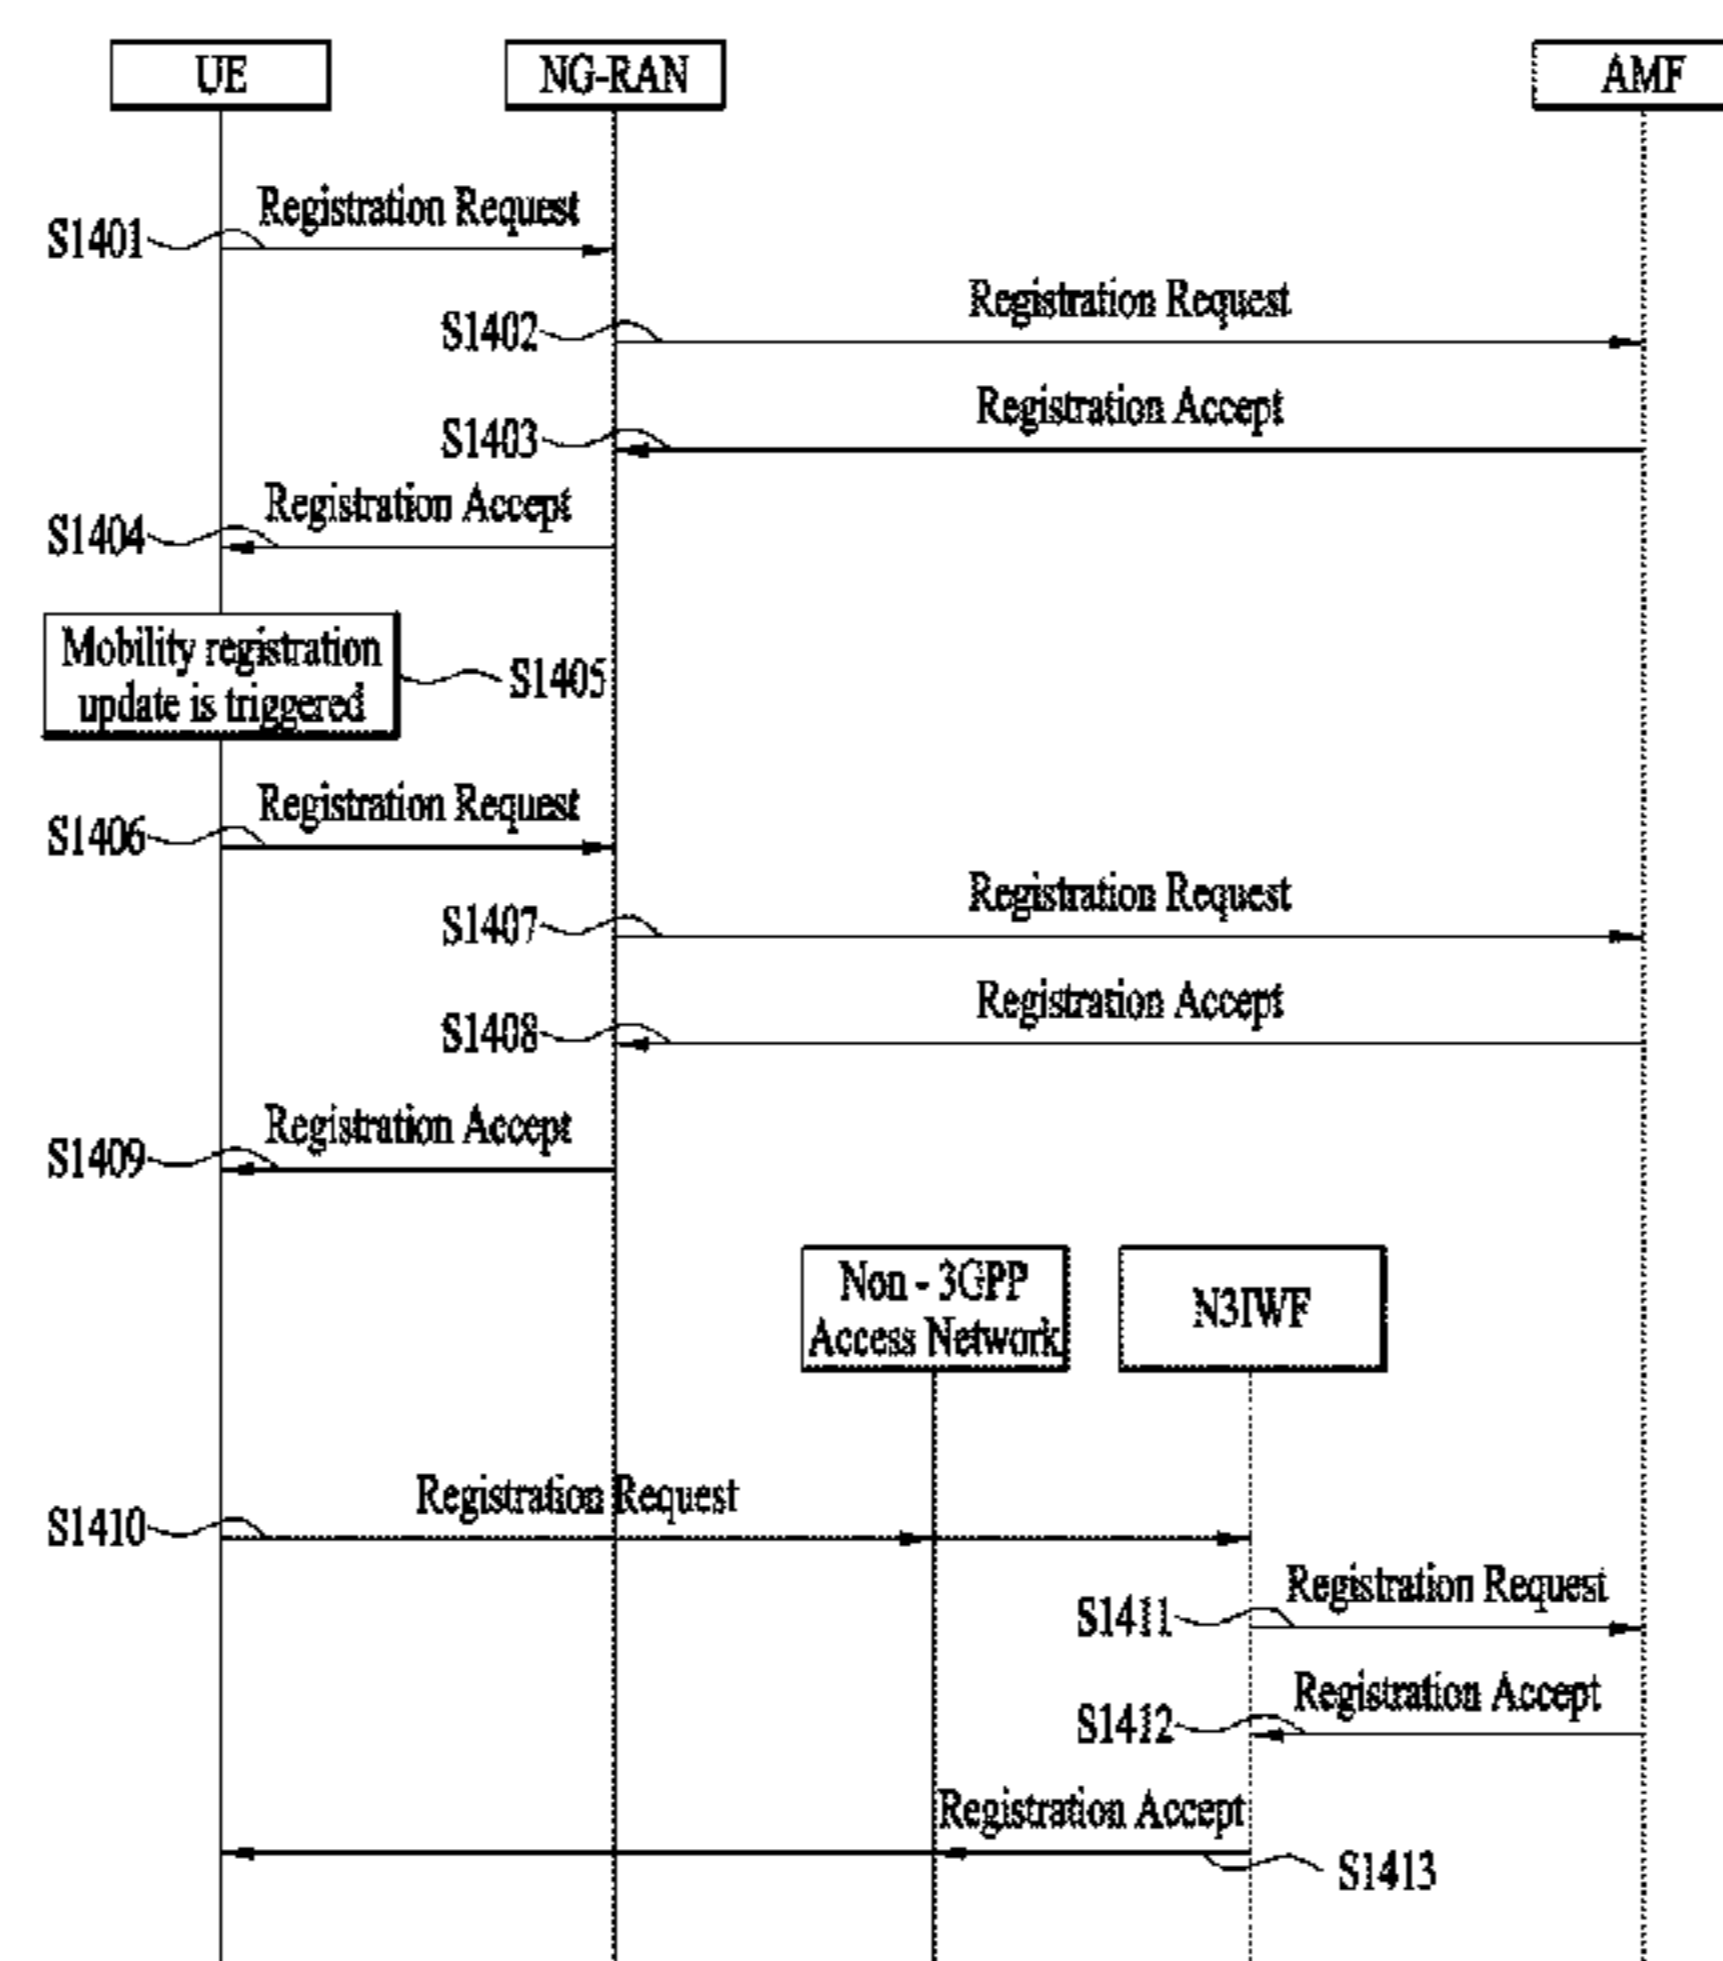 UE
NG-RAN
AMF
Registration Request
S1401
Registration Request
S1402
Registration Accept
S1403
Registration Accept
S1404
Mobility registration
update is triggered
S1405
Registration Request
S1406
Registration Request
S1407
Registration Accept
S1408
Registration Accept
S1409
Non - 3GPP
Access Network
N3IWF
Registration Request
S1410
Registration Request
S1411
Registration Accept
S1412
Registration Accept
S1413